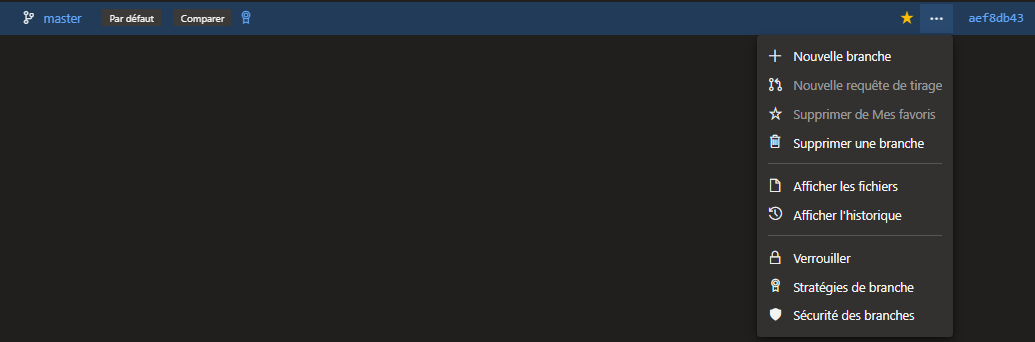 master Par défaut Comparer aef8db43
Nouvelle branche
Nouvelle requête de tirage
Supprimer de Mes favoris
Supprimer une branche
Afficher les fichiers
Afficher l'historique
Verrouiller
Stratégies de branche
Sécurité des branches